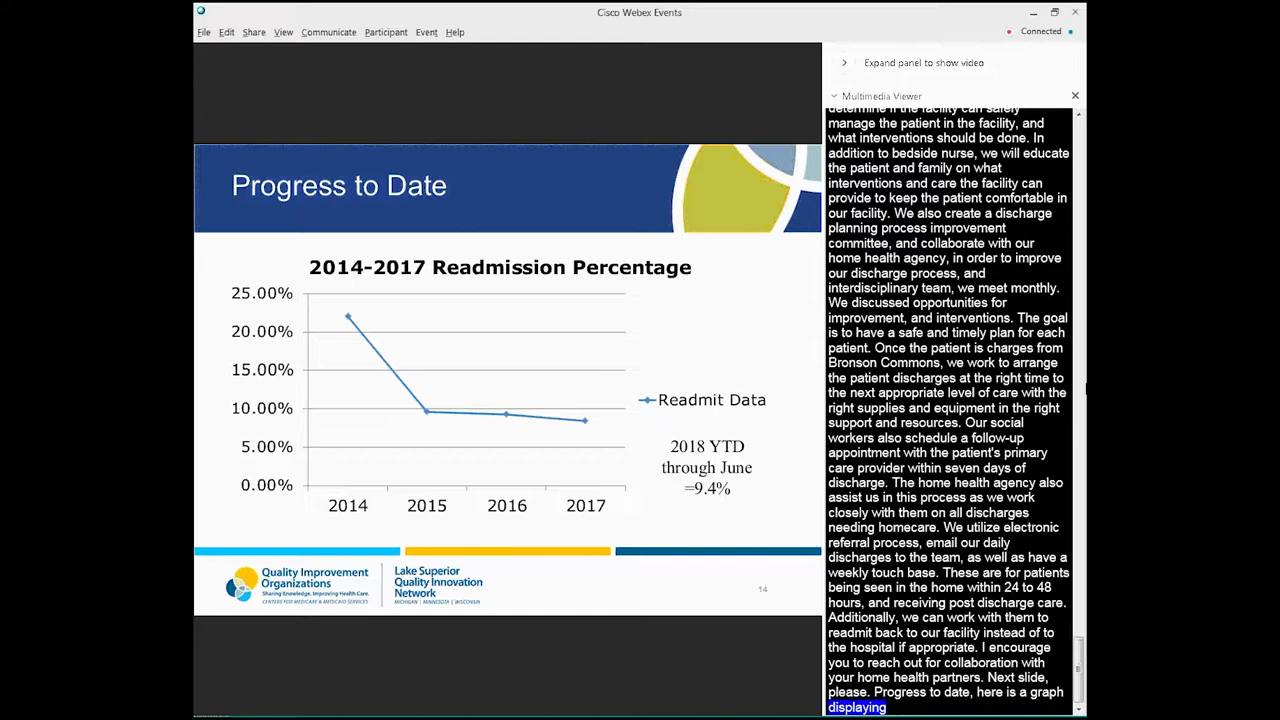 Cisco Webex Events
File Edit Share View Communicate Participant Event Help
Connected
Progress to Date
2014-2017 Readmission Percentage
25.00%
20.00%
15.00%
10.00%
5.00%
0.00%
2014 2015 2016 2017
Readmit Data
2018 YTD
through June
=9.4%
Quality Improvement
Organizations
Sharing Knowledge. Improving Health Care.
CENTERS FOR MEDICARE & MEDICAID SERVICES
Lake Superior
Quality Innovation
Network
MICHIGAN | MINNESOTA | WISCONSIN
14
Expand panel to show video
Multimedia Viewer
determine if the facility can safely
manage the patient in the facility, and
what interventions should be done. In
addition to bedside nurse, we will educate
the patient and family on what
interventions and care the facility can
provide to keep the patient comfortable in
our facility. We also create a discharge
planning process improvement
committee, and collaborate with our
home health agency, in order to improve
our discharge process, and
interdisciplinary team, we meet monthly.
We discussed opportunities for
improvement, and interventions. The goal
is to have a safe and timely plan for each
patient. Once the patient is charges from
Bronson Commons, we work to arrange
the patient discharges at the right time to
the next appropriate level of care with the
right supplies and equipment in the right
support and resources. Our social
workers also schedule a follow-up
appointment with the patient's primary
care provider within seven days of
discharge. The home health agency also
assist us in this process as we work
closely with them on all discharges
needing homecare. We utilize electronic
referral process, email our daily
discharges to the team, as well as have a
weekly touch base. These are for patients
being seen in the home within 24 to 48
hours, and receiving post discharge care.
Additionally, we can work with them to
readmit back to our facility instead of to
the hospital if appropriate. I encourage
you to reach out for collaboration with
your home health partners. Next slide,
please. Progress to date, here is a graph
displaying